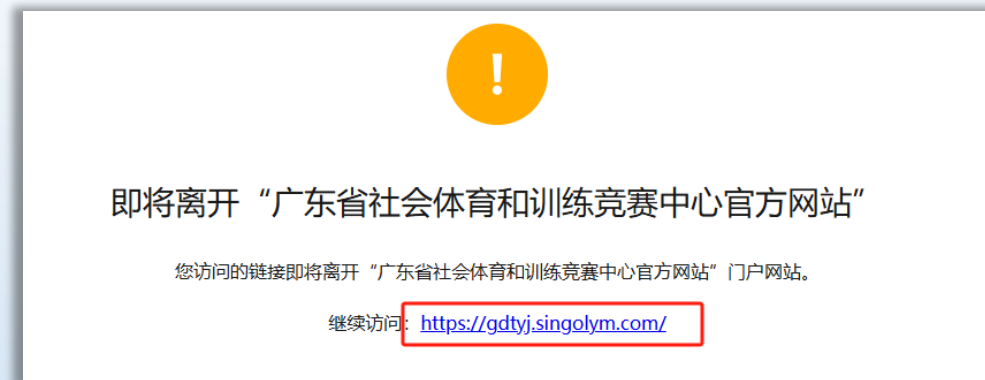 !
即将离开“广东省社会体育和训练竞赛中心官方网站”
您访问的链接即将离开“广东省社会体育和训练竞赛中心官方网站”门户网站。
继续访问：https://gdtyj.singolym.com/